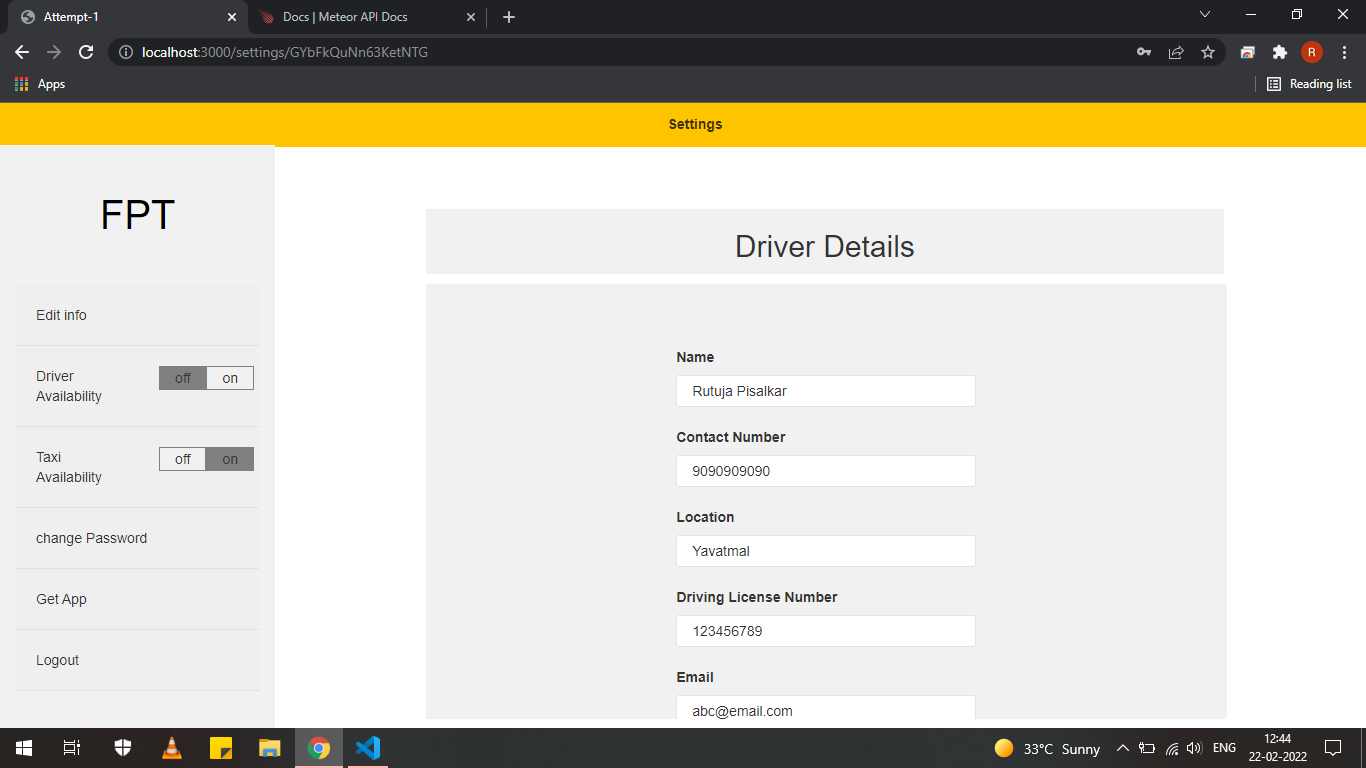 Attempt-1
Docs | Meteor API Docs
localhost:3000/settings/GYbFkQuNn63KetNTG
R
Apps
Reading list
Settings
FPT
Edit info
Driver
Availability
off on
Taxi
Availability
off on
change Password
Get App
Logout
Driver Details
Name
Rutuja Pisalkar
Contact Number
9090909090
Location
Yavatmal
Driving License Number
123456789
Email
abc@email.com
33°C Sunny
ENG
12:44
22-02-2022